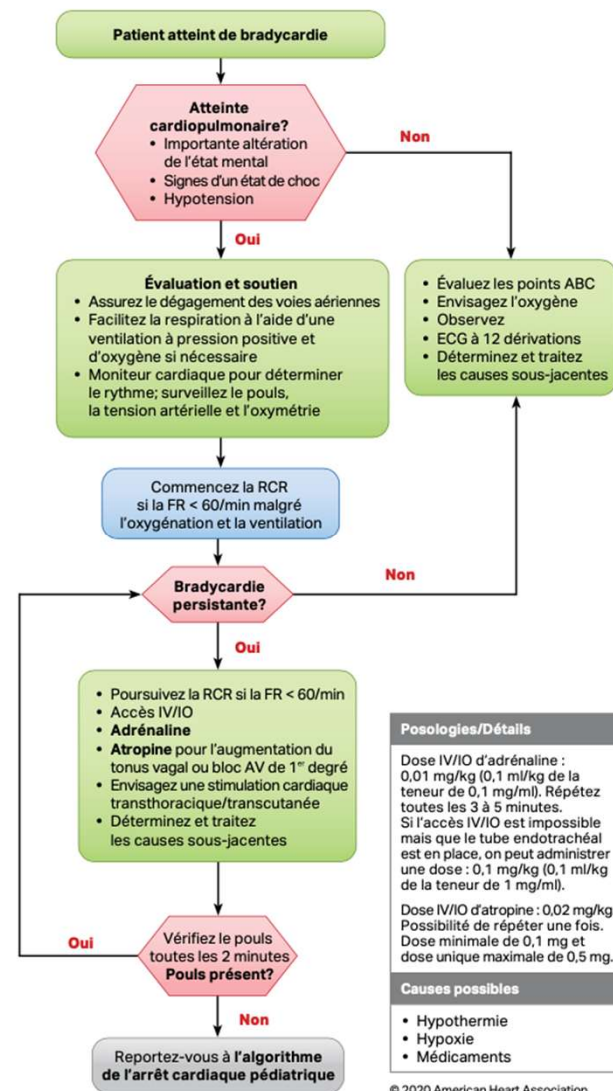 Patient atteint de bradycardie
Atteinte
cardiopulmonaire?
• Importante altération
de l'état mental
• Signes d'un état de choc
• Hypotension
Non
Oui
Évaluation et soutien
• Assurez le dégagement des voies aériennes
• Facilitez la respiration à l'aide d'une
ventilation à pression positive et
d'oxygène si nécessaire
• Moniteur cardiaque pour déterminer
le rythme; surveillez le pouls,
la tension artérielle et l'oxymétrie
• Évaluez les points ABC
• Envisagez l'oxygène
• Observez
• ECG à 12 dérivations
• Déterminez et traitez
les causes sous-jacentes
Commencez la RCR
si la FR < 60/min malgré
l'oxygénation et la ventilation
Bradycardie
persistante?
Non
Oui
• Poursuivez la RCR si la FR < 60/min
• Accès IV/IO
• Adrénaline
• Atropine pour l'augmentation du
tonus vagal ou bloc AV de 1er degré
• Envisagez une stimulation cardiaque
transthoracique/transcutanée
• Déterminez et traitez
les causes sous-jacentes
Vérifiez le pouls
toutes les 2 minutes
Pouls présent?
Oui
Non
Reportez-vous à l'algorithme
de l'arrêt cardiaque pédiatrique
Posologies/Détails
Dose IV/IO d'adrénaline :
0,01 mg/kg (0,1 ml/kg de la
teneur de 0,1 mg/ml). Répétez
toutes les 3 à 5 minutes.
Si l'accès IV/IO est impossible
mais que le tube endotrachéal
est en place, on peut administrer
une dose : 0,1 mg/kg (0,1 ml/kg
de la teneur de 1 mg/ml).
Dose IV/IO d'atropine : 0,02 mg/kg
Possibilité de répéter une fois.
Dose minimale de 0,1 mg et
dose unique maximale de 0,5 mg.
Causes possibles
• Hypothermie
• Hypoxie
• Médicaments
© 2020 American Heart Association